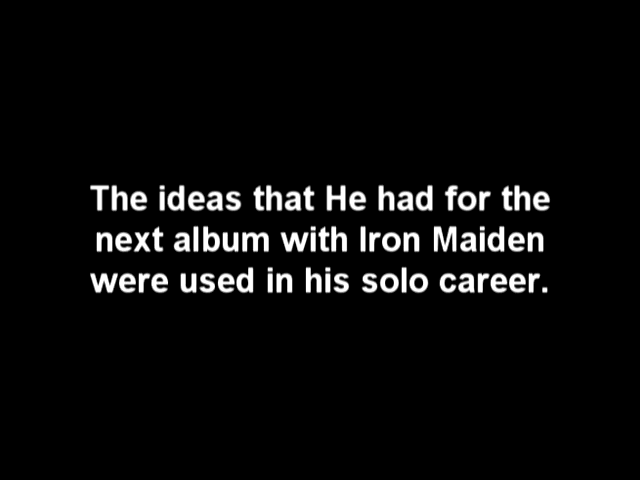 The ideas that He had for the
next album with Iron Maiden
were used in his solo career.